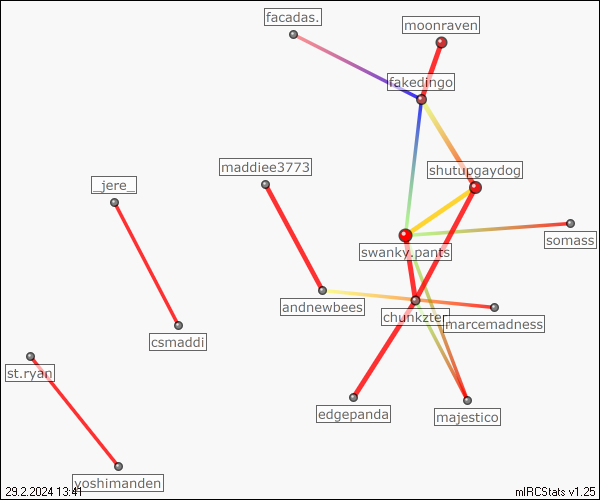 facadas.
moonraven
fakedingo
maddiee3773
shutupgaydog
_jere_
somass
swanky.pants
andnewbees
chunkzter
marcemadness
csmaddi
st.ryan
edgepanda
majestico
yoshimanden
29.2.2024 13:41
mIRCStats v1.25